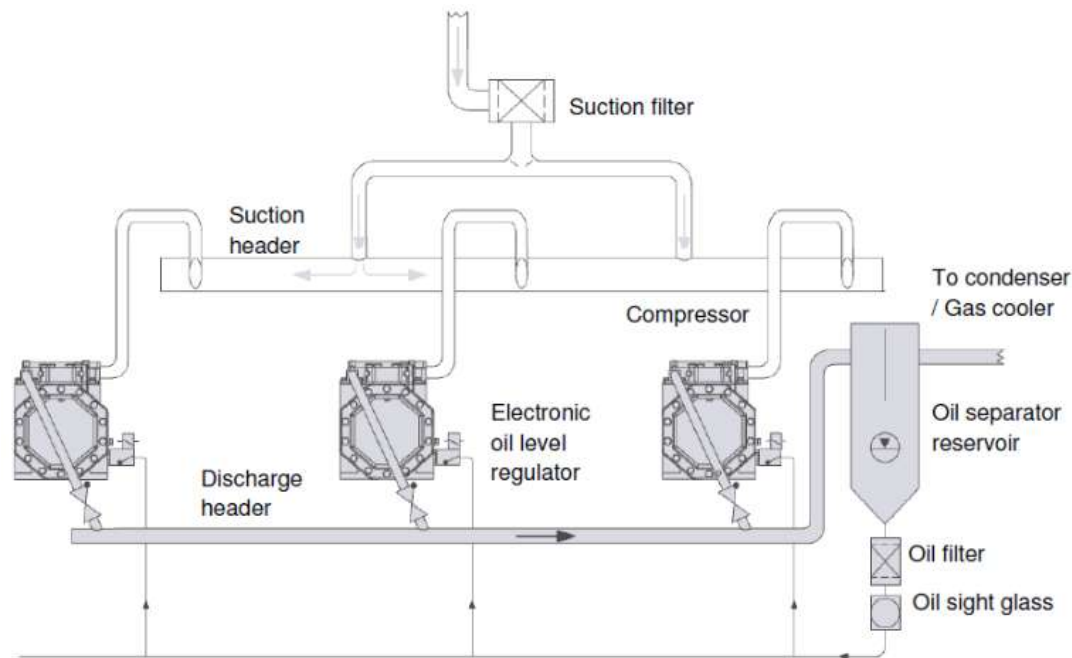 Suction filter
Suction
header
To condenser
/ Gas cooler
Compressor
Electronic
oil level
regulator
Oil separator
reservoir
Discharge
header
Oil filter
Oil sight glass